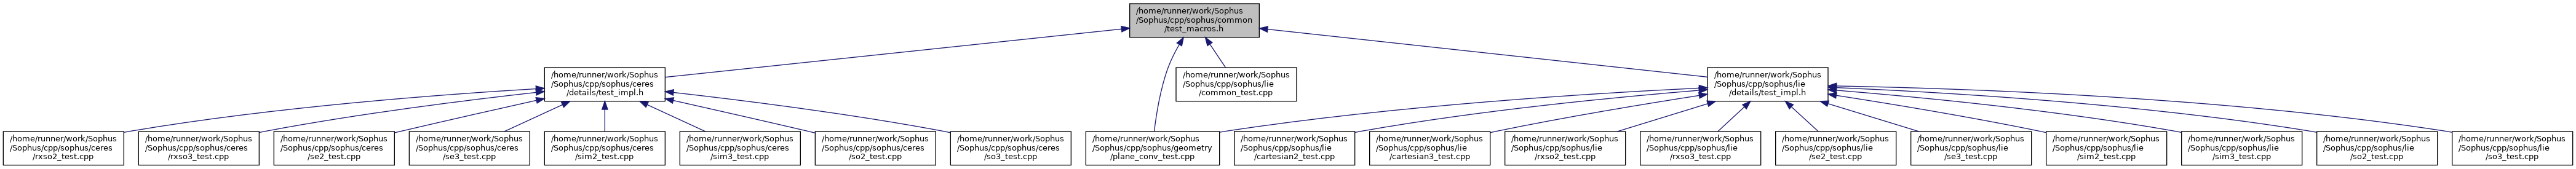 /home/runner/work/Sophus
/Sophus/cpp/sophus/common
/test_macros.h
/home/runner/work/Sophus
/Sophus/cpp/sophus/ceres
/details/test_impl.h
/home/runner/work/Sophus
/Sophus/cpp/sophus/lie
/common_test.cpp
/home/runner/work/Sophus
/Sophus/cpp/sophus/lie
/details/test_impl.h
/home/runner/work/Sophus
/Sophus/cpp/sophus/ceres
/rxso2_test.cpp
/home/runner/work/Sophus
/Sophus/cpp/sophus/ceres
/rxso3_test.cpp
/home/runner/work/Sophus
/Sophus/cpp/sophus/ceres
/se2_test.cpp
/home/runner/work/Sophus
/Sophus/cpp/sophus/ceres
/se3_test.cpp
/home/runner/work/Sophus
/Sophus/cpp/sophus/ceres
/sim2_test.cpp
/home/runner/work/Sophus
/Sophus/cpp/sophus/ceres
/sim3_test.cpp
/home/runner/work/Sophus
/Sophus/cpp/sophus/ceres
/so2_test.cpp
/home/runner/work/Sophus
/Sophus/cpp/sophus/ceres
/so3_test.cpp
/home/runner/work/Sophus
/Sophus/cpp/sophus/geometry
/plane_conv_test.cpp
/home/runner/work/Sophus
/Sophus/cpp/sophus/lie
/cartesian2_test.cpp
/home/runner/work/Sophus
/Sophus/cpp/sophus/lie
/cartesian3_test.cpp
/home/runner/work/Sophus
/Sophus/cpp/sophus/lie
/rxso2_test.cpp
/home/runner/work/Sophus
/Sophus/cpp/sophus/lie
/rxso3_test.cpp
/home/runner/work/Sophus
/Sophus/cpp/sophus/lie
/se2_test.cpp
/home/runner/work/Sophus
/Sophus/cpp/sophus/lie
/se3_test.cpp
/home/runner/work/Sophus
/Sophus/cpp/sophus/lie
/sim2_test.cpp
/home/runner/work/Sophus
/Sophus/cpp/sophus/lie
/sim3_test.cpp
/home/runner/work/Sophus
/Sophus/cpp/sophus/lie
/so2_test.cpp
/home/runner/work/Sophus
/Sophus/cpp/sophus/lie
/so3_test.cpp